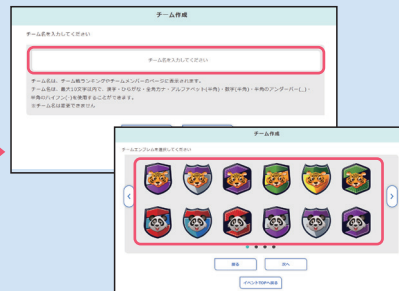 チーム作成
チーム名を入力してください
チーム名を入力してください
チーム名は、チーム戦ランキングやチームメンバーのページに表示されます。
チーム名は、最大10文字以内で、漢字・ひらがな・全角カナ・アルファベット(半角)・数字(半角)・半角のアンダーバー(_)・
半角のハイフン(-)を使用することができます。
※チーム名は変更できません
チーム作成
チームエンブレムを選択してください
戻る
次へ
イベントTOPへ戻る